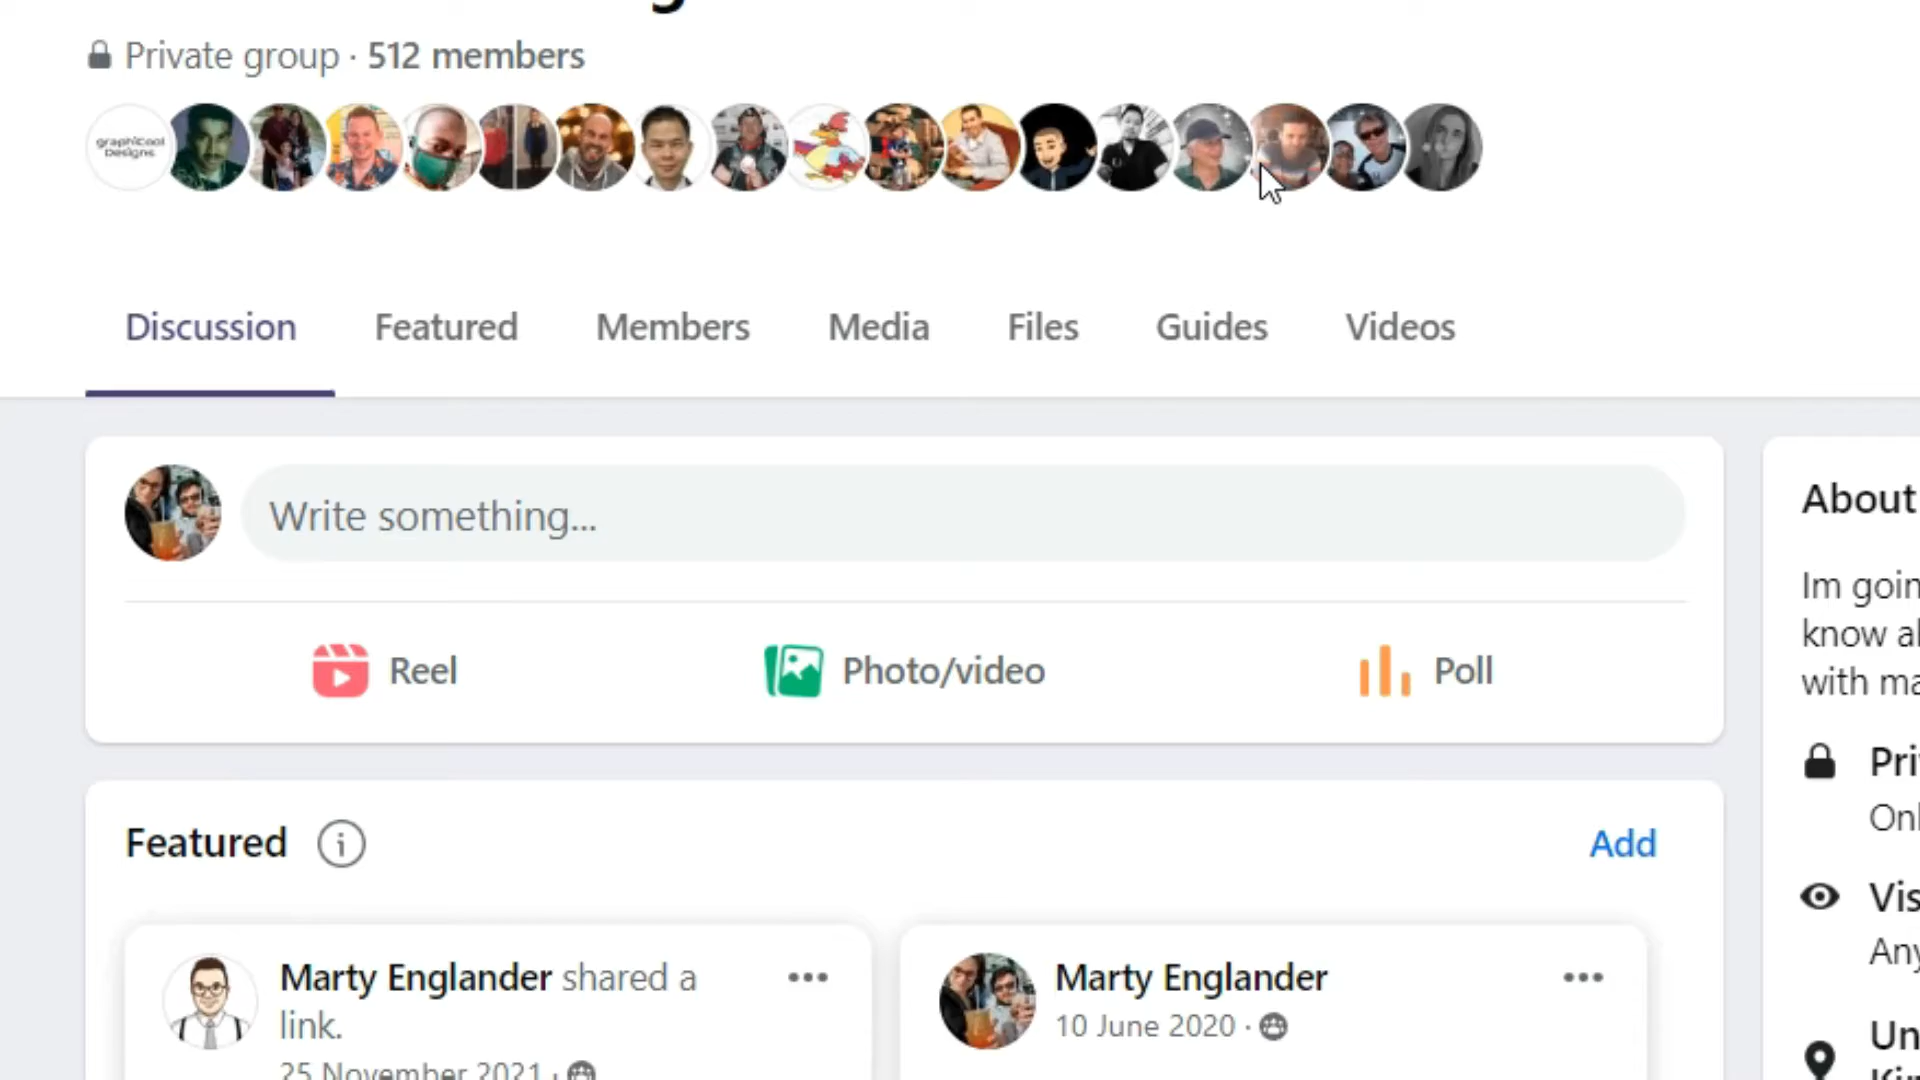 Private group · 512 members
graphicool
Designs
Discussion Featured Members Media Files Guides Videos
Write something...
Reel Photo/video Poll
Featured Add
Marty Englander shared a
link.
25 November 2021 ·
Marty Englander
10 June 2020 ·
About
Im goin
know al
with ma
Pri
Onl
Vis
Any
Un